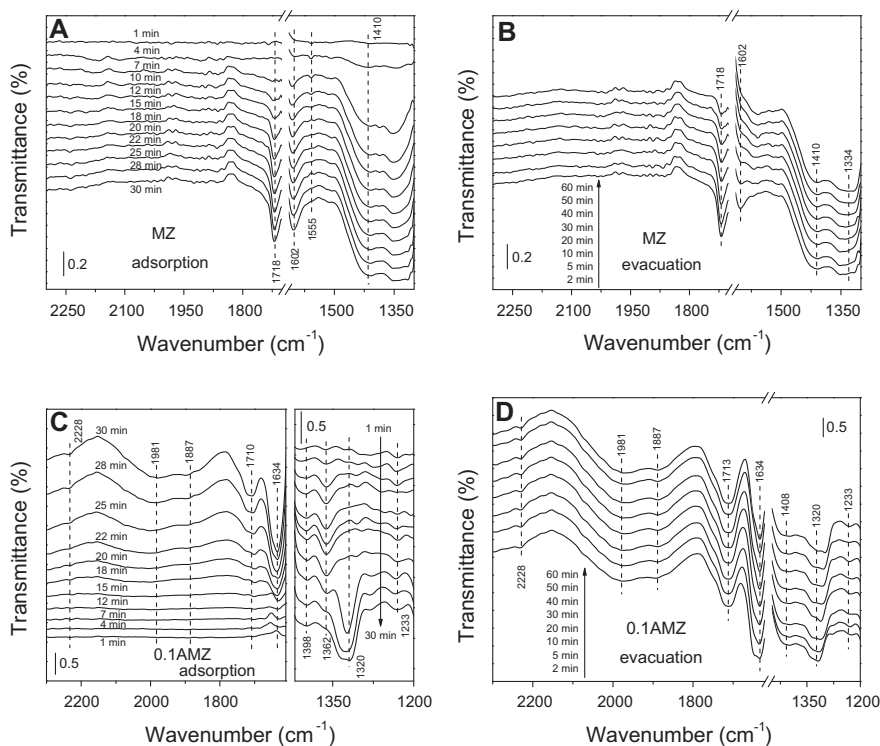 A
1410
1 min
4 min
7 min
10 min
12 min
15 min
18 min
20 min
22 min
25 min
28 min
30 min
MZ
adsorption
0.2
1718
1602
1555
2250
2100
1950
1800
1500
1350
Transmittance (%)
Wavenumber (cm-1)
B
1718
1602
1410
1334
60 min
50 min
40 min
30 min
20 min
10 min
5 min
2 min
MZ
evacuation
0.2
2250
2100
1950
1800
1500
1350
Transmittance (%)
Wavenumber (cm-1)
C
2228
30 min
1981
1887
1710
1634
28 min
25 min
22 min
20 min
18 min
15 min
12 min
7 min
4 min
1 min
0.1AMZ
adsorption
0.5
0.5
1 min
30 min
1398
1362
1320
1233
2200
2000
1800
1320
1200
Transmittance (%)
Wavenumber (cm-1)
D
0.5
1981
1887
1713
1634
1408
1320
1233
2228
60 min
50 min
40 min
30 min
20 min
10 min
5 min
2 min
0.1AMZ
evacuation
2200
2000
1800
1320
1200
Transmittance (%)
Wavenumber (cm-1)